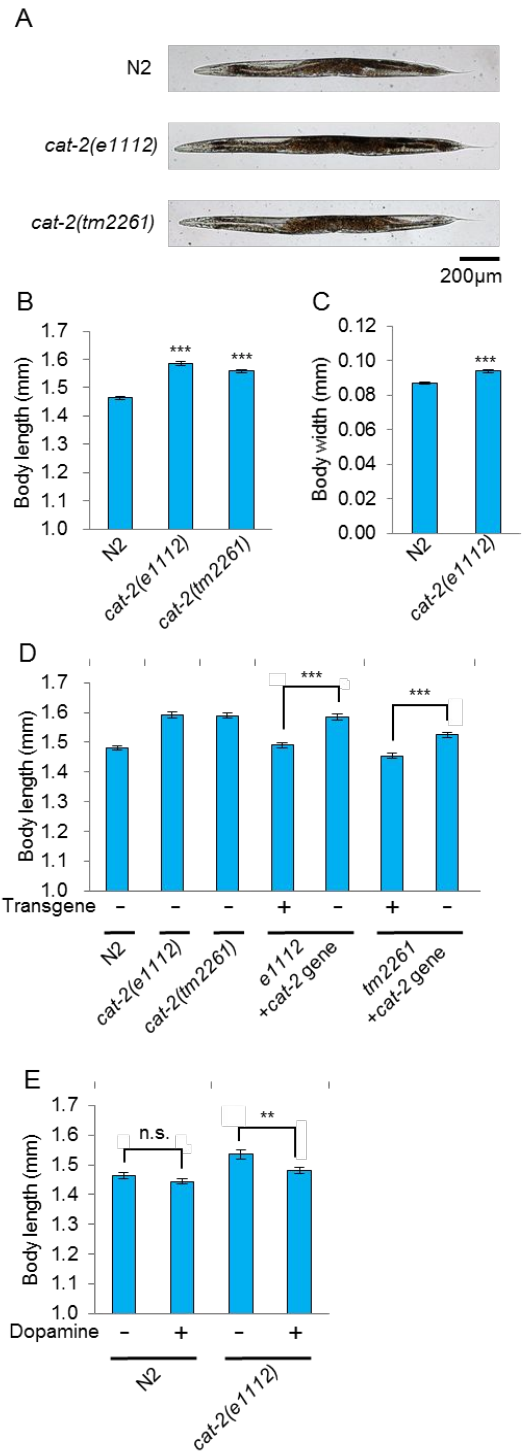 A
N2
cat-2(e1112)
cat-2(tm2261)
200μm
B
Body length (mm)
1.7
1.6
1.5
1.4
1.3
1.2
1.1
1.0
***
***
N2
cat-2(e1112)
cat-2(tm2261)
C
Body width (mm)
0.12
0.10
0.08
0.06
0.04
0.02
0.00
***
N2
cat-2(e1112)
D
Body length (mm)
1.7
1.6
1.5
1.4
1.3
1.2
1.1
1.0
***
***
Transgene – – – + – + –
N2
cat-2(e1112)
cat-2(tm2261)
e1112
+cat-2 gene
tm2261
+cat-2 gene
E
Body length (mm)
1.7
1.6
1.5
1.4
1.3
1.2
1.1
1.0
n.s.
**
Dopamine – + – +
N2
cat-2(e1112)